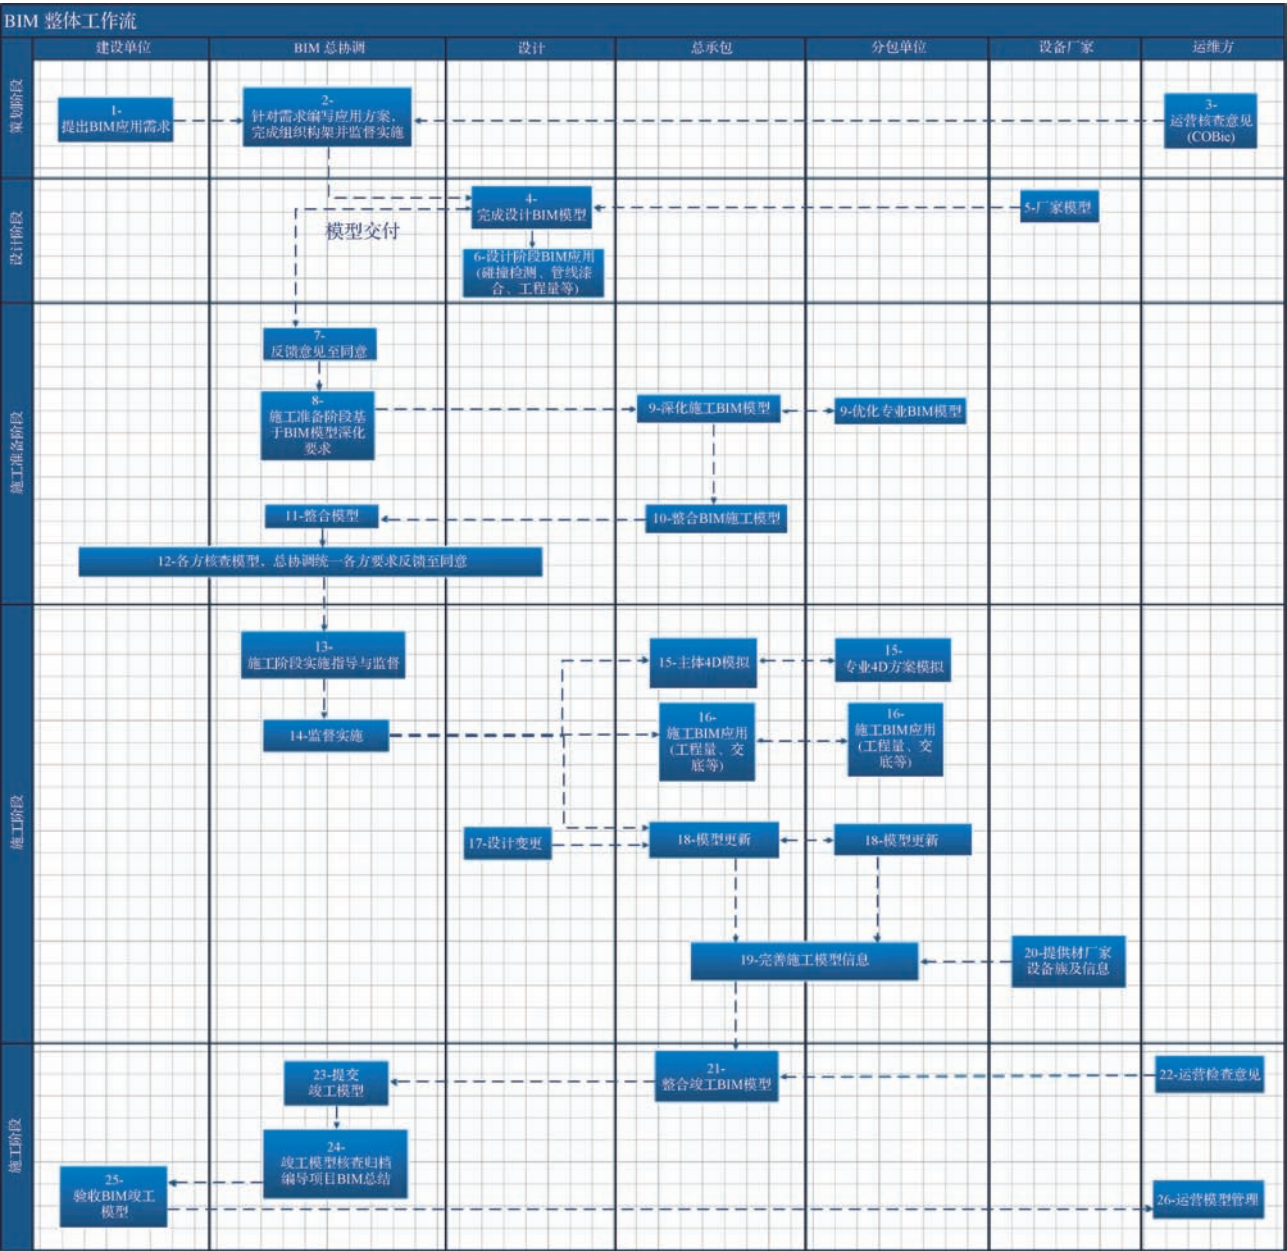 BIM 整体工作流
建设单位
BIM 总协调
设计
总承包
分包单位
设备厂家
运维方
策划阶段
1-
提出BIM应用需求
2-
针对需求编写应用方案、
完成组织构架并监督实施
3-
运营核查意见
(COBie)
设计阶段
4-
完成设计BIM模型
5-厂家模型
模型交付
6-设计阶段BIM应用
(碰撞检测、管线漆
合、工程量等)
施工准备阶段
7-
反馈意见至同意
8-
施工准备阶段基
于BIM模型深化
要求
9-深化施工BIM模型
9-优化专业BIM模型
11-整合模型
10-整合BIM施工模型
12-各方核查模型、总协调统一各方要求反馈至同意
施工阶段
13-
施工阶段实施指导与监督
15-主体4D模拟
15-
专业4D方案模拟
14-监督实施
16-
施工BIM应用
(工程量、交
底等)
16-
施工BIM应用
(工程量、交
底等)
17-设计变更
18-模型更新
18-模型更新
19-完善施工模型信息
20-提供材厂家
设备族及信息
施工阶段
21-
整合竣工BIM模型
22-运营检查意见
23-提交
竣工模型
24-
竣工模型核查归档
编导项目BIM总结
25-
验收BIM竣工
模型
26-运营模型管理